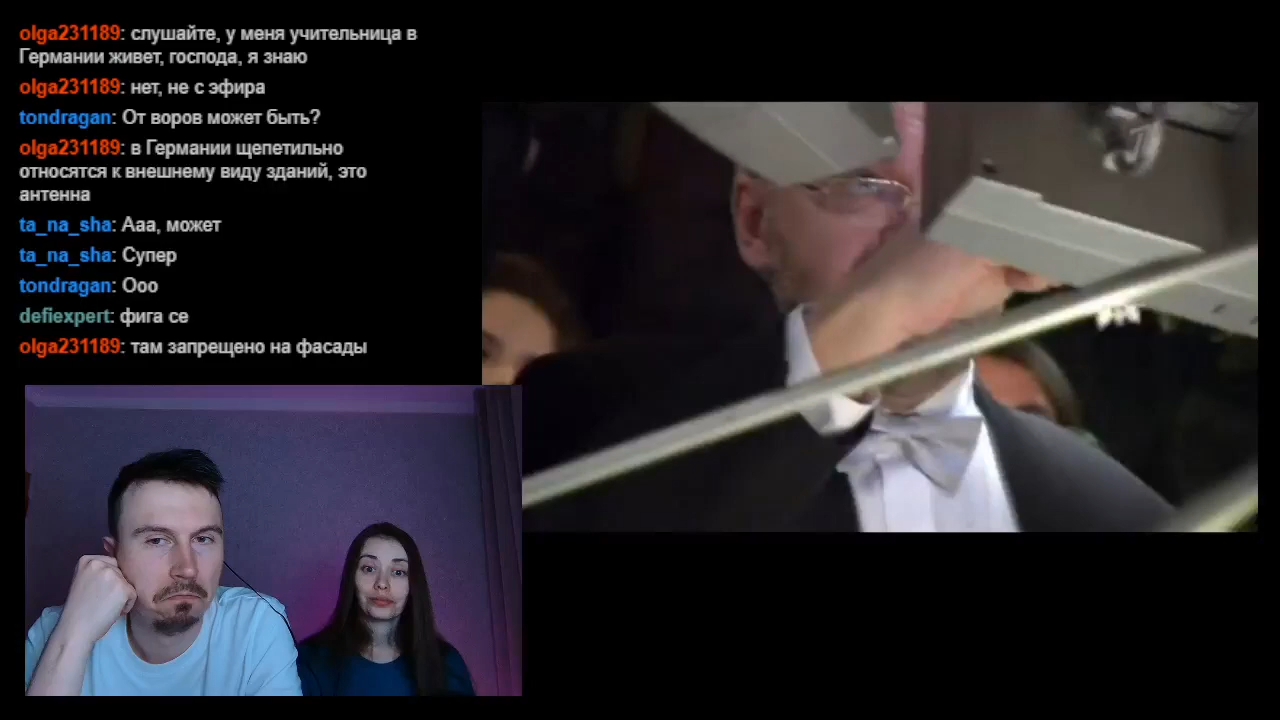 olga231189: слушайте, у меня учительница в
Германии живет, господа, я знаю
olga231189: нет, не с эфира
tondragan: От воров может быть?
olga231189: в Германии щепетильно
относятся к внешнему виду зданий, это
антенна
ta_na_sha: Ааа, может
ta_na_sha: Супер
tondragan: Ооо
defiexpert: фига се
olga231189: там запрещено на фасады